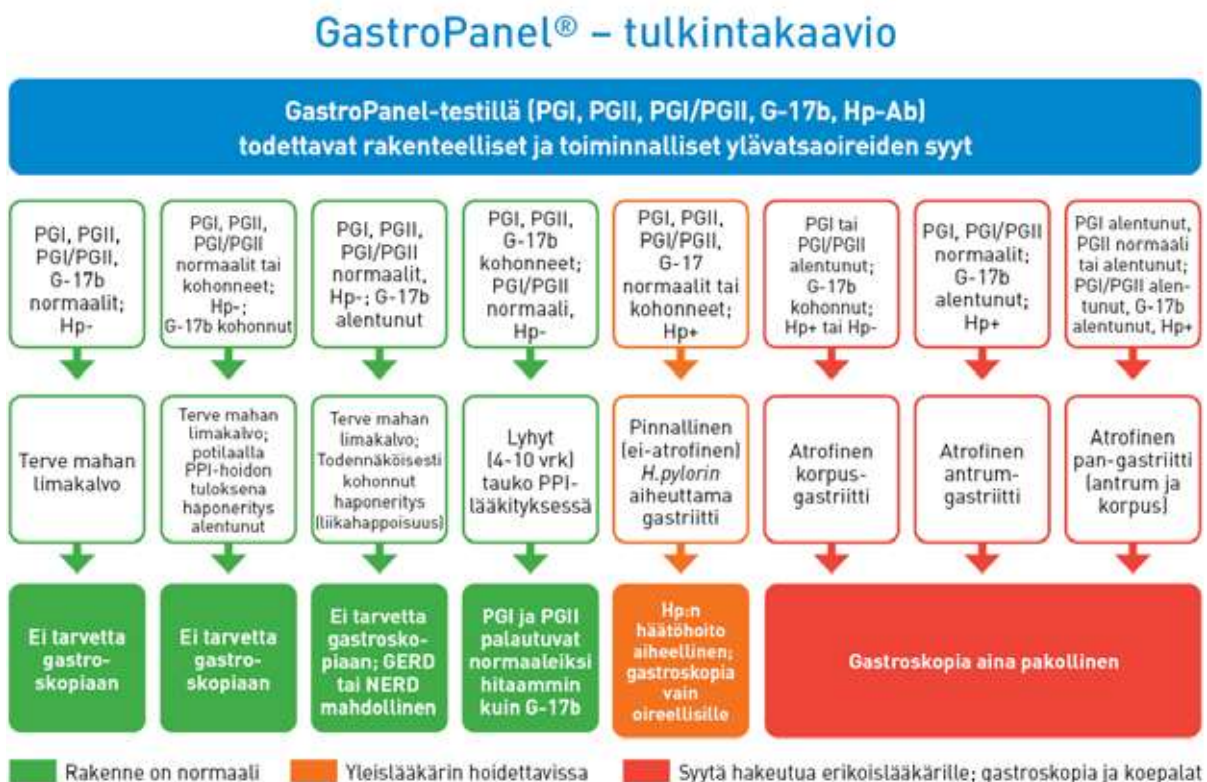 GastroPanel® – tulkintakaavio
GastroPanel-testillä (PGI, PGII, PGI/PGII, G-17b, Hp-Ab)
todettavat rakenteelliset ja toiminnalliset ylävatsaoireiden syyt
PGI, PGII,
PGI/PGII,
G-17b
normaalit;
Hp-
PGI, PGII,
PGI/PGII
normaalit tai
kohonneet;
Hp-;
G-17b kohonnut
PGI, PGII,
PGI/PGII
normaalit,
Hp-; G-17b
alentunut
PGI, PGII,
G-17b
kohonneet;
PGI/PGII
normaali,
Hp-
PGI, PGII,
PGI/PGII,
G-17
normaalit tai
kohonneet;
Hp+
PGI tai
PGI/PGII
alentunut;
G-17b
kohonnut;
Hp+ tai Hp-
PGI, PGI/PGII
normaalit;
G-17b
alentunut;
Hp+
PGI alentunut,
PGII normaali
tai alentunut;
PGI/PGII alen-
tunut, G-17b
alentunut, Hp+
Terve mahan
limakalvo
Terve mahan
limakalvo;
potilaalla
PPI-hoidon
tuloksena
haponeritys
alentunut
Terve mahan
limakalvo;
Todennäköisesti
kohonnut
haponeritys
(liikahappoisuus)
Lyhyt
(4-10 vrk)
tauko PPI-
lääkityksessä
Pinnallinen
(ei-atrofinen)
H.pylorin
aiheuttama
gastriitti
Atrofinen
korpus-
gastriitti
Atrofinen
antrum-
gastriitti
Atrofinen
pan-gastriitti
(antrum ja
korpus)
Ei tarvetta
gastro-
skopiaan
Ei tarvetta
gastro-
skopiaan
Ei tarvetta
gastrosko-
piaan; GERD
tai NERD
mahdollinen
PGI ja PGII
palautuvat
normaaleiksi
hitaammin
kuin G-17b
Hp:n
häätöhoito
aiheellinen;
gastroskopia
vain
oireellisille
Gastroskopia aina pakollinen
Rakenne on normaali
Yleislääkärin hoidettavissa
Syytä hakeutua erikoislääkärille; gastroskopia ja koepalat